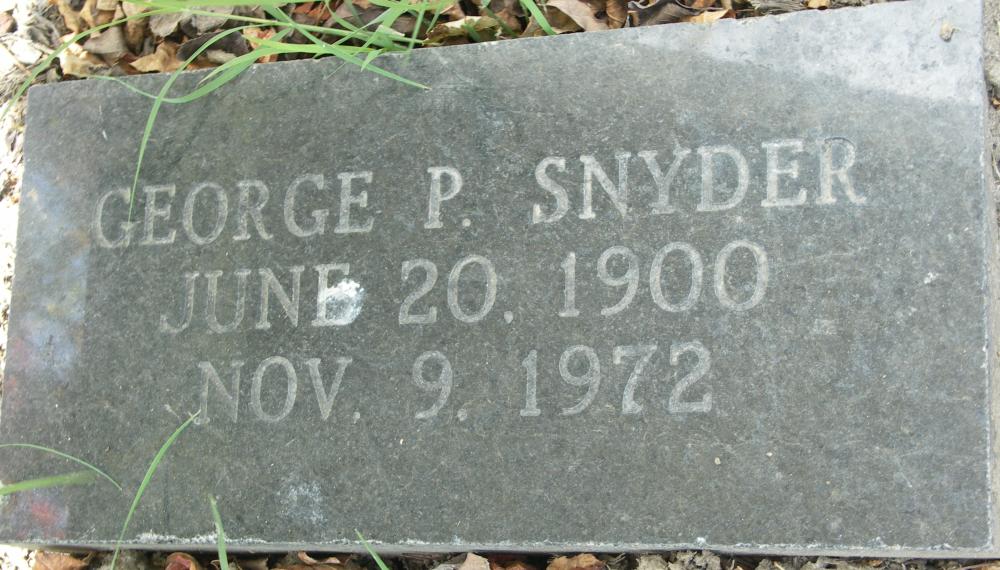 GEORGE P. SNYDER
JUNE 20, 1900
NOV. 9, 1972